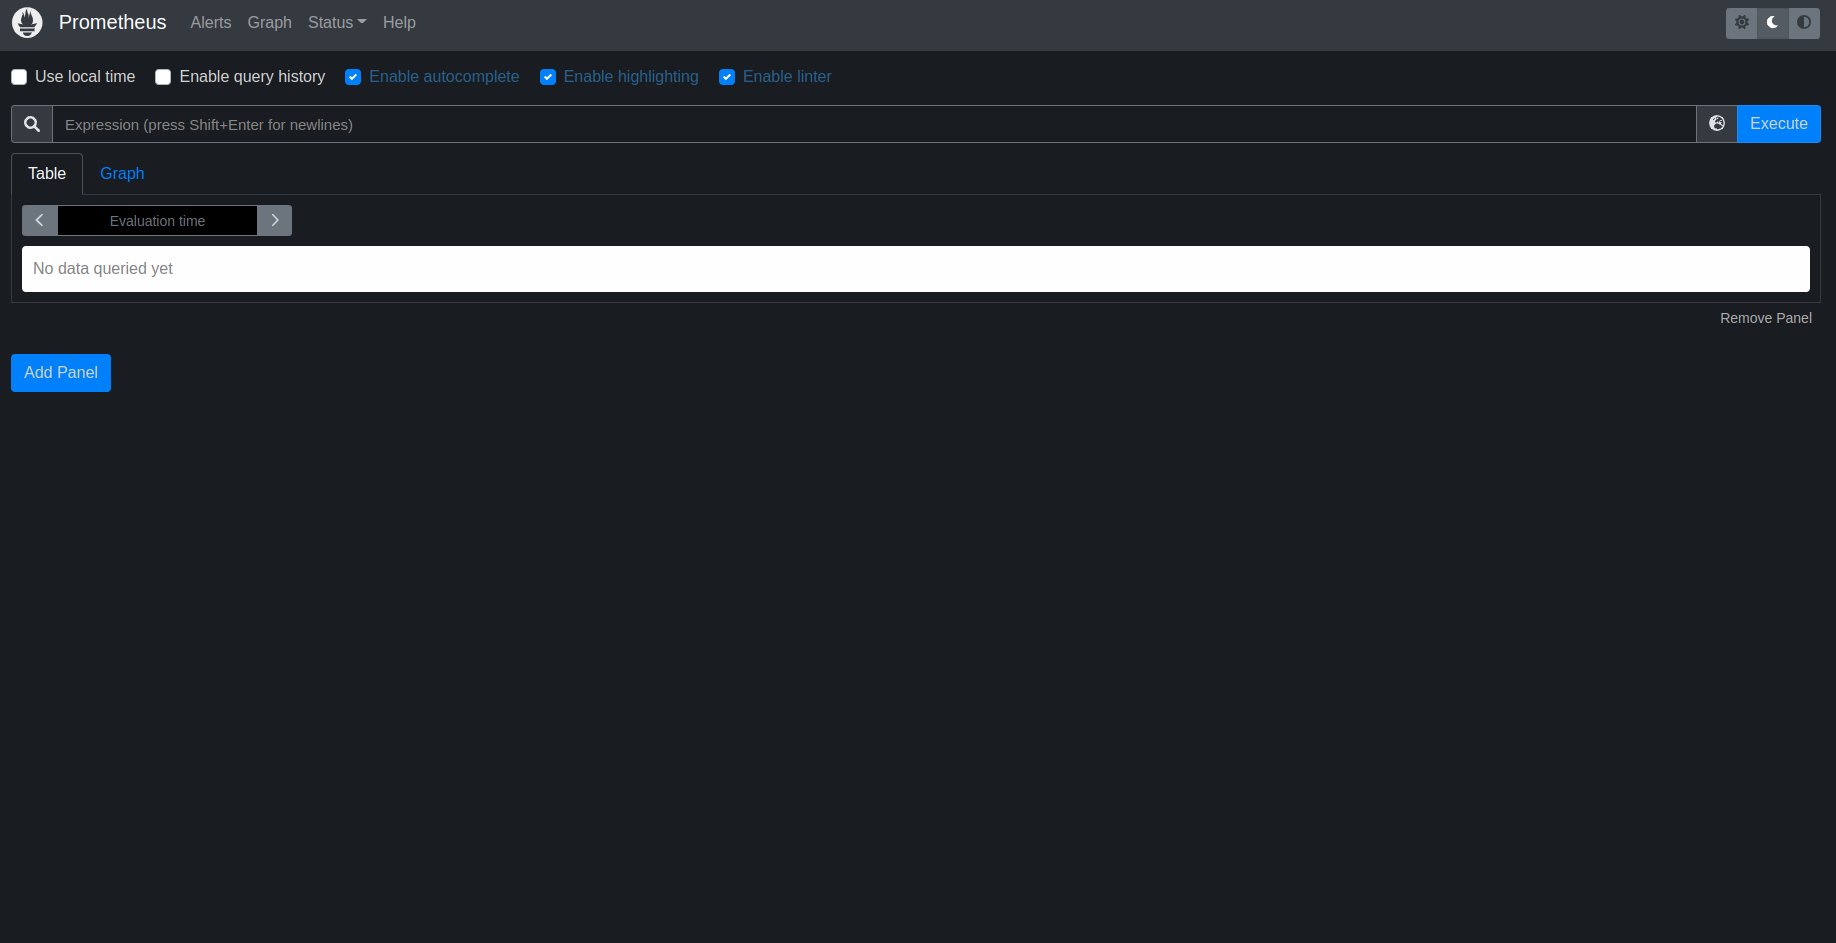 Prometheus Alerts Graph Status Help
Use local time Enable query history Enable autocomplete Enable highlighting Enable linter
Expression (press Shift+Enter for newlines) Execute
Table Graph
Evaluation time
No data queried yet
Remove Panel
Add Panel